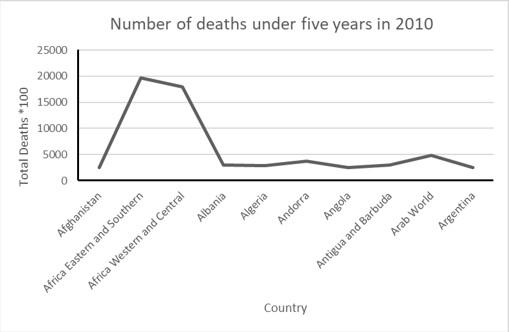 Number of deaths under five years in 2010
Total Deaths *100
25000
20000
15000
10000
5000
0
Afghanistan
Africa Eastern and Southern
Africa Western and Central
Albania
Algeria
Andorra
Angola
Antigua and Barbuda
Arab World
Argentina
Country